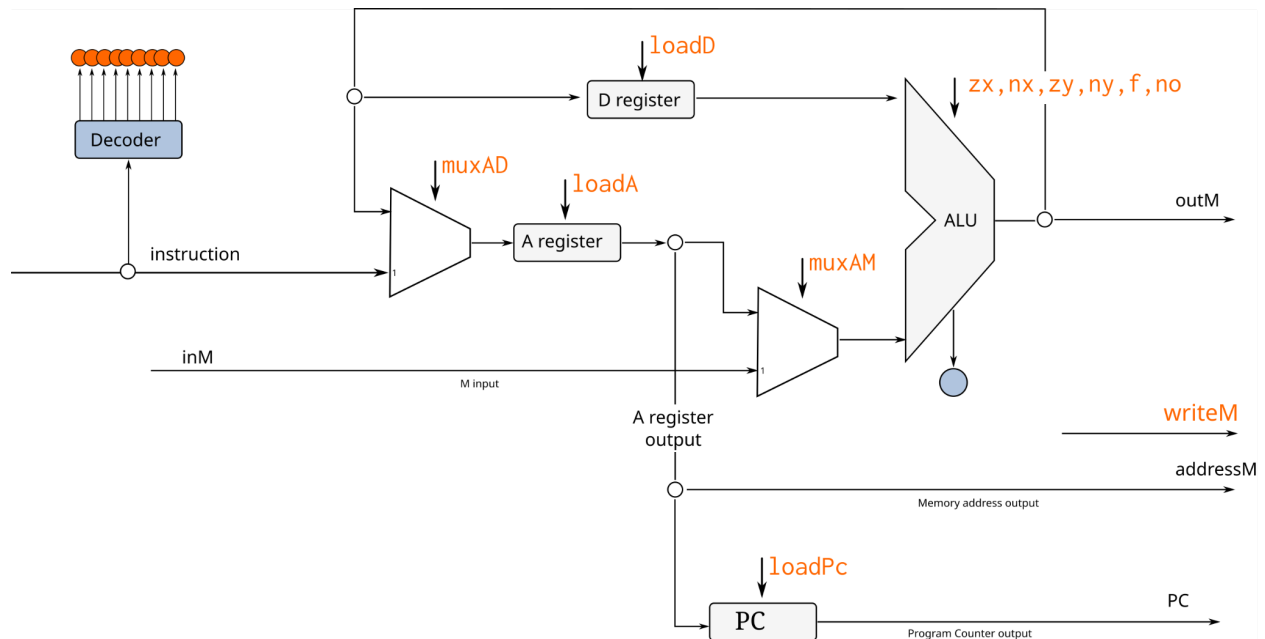 loadD
D register
zx,nx,zy,ny,f,no
Decoder
muxAD
loadA
instruction
A register
ALU
outM
1
muxAM
inM
M input
1
A register
output
writeM
addressM
Memory address output
loadPc
PC
PC
Program Counter output